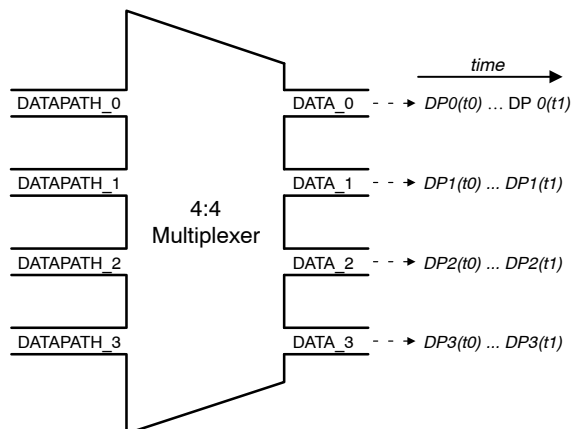 time
DATAPATH_0 DATA_0 DP0(t0) ... DP 0(t1)
DATAPATH_1 DATA_1 DP1(t0) ... DP1(t1)
4:4
Multiplexer
DATAPATH_2 DATA_2 DP2(t0) ... DP2(t1)
DATAPATH_3 DATA_3 DP3(t0) ... DP3(t1)